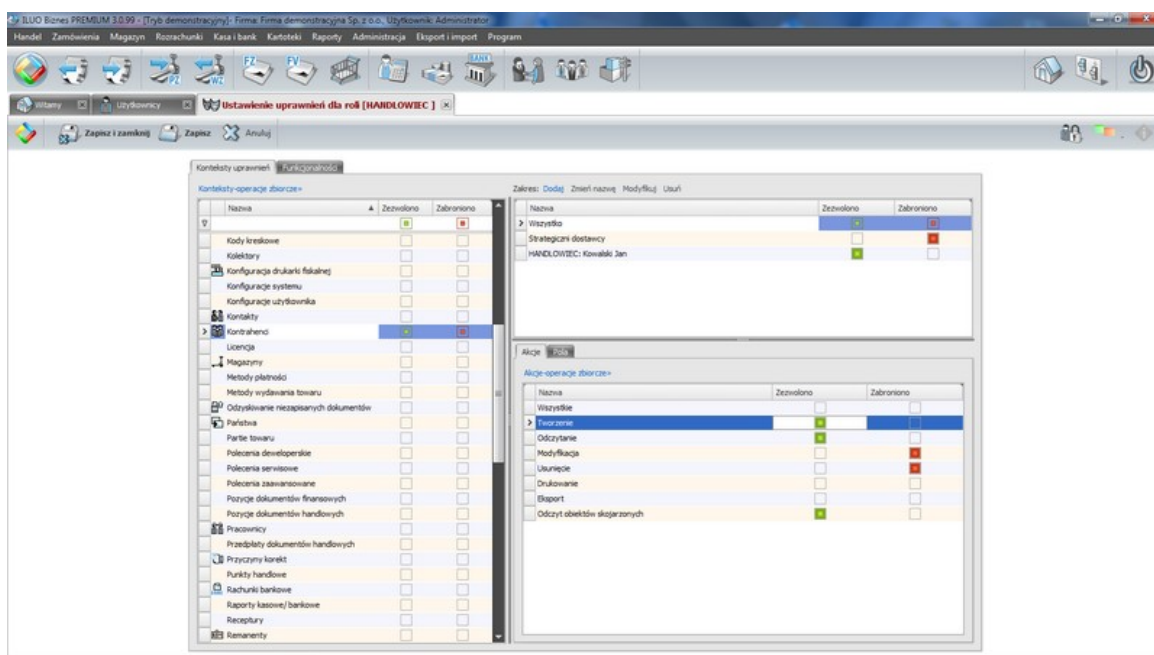 ILUO Biznes PREMIUM 3.0.99 - [Tryb demonstracyjny]- Firma: Firma demonstracyjna Sp. z o.o., Użytkownik: Administrator
Handel Zamówienia Magazyn Rozrachunki Kasa i bank Kartoteki Raporty Administracja Eksport i import Program
PZ WZ FZ FV BANK
Witamy Użytkownicy Ustawienie uprawnień dla roli [HANDLOWIEC ]
Zapisz i zamknij Zapisz Anuluj
Konteksty uprawnień Funkcjonalności
Konteksty-operacje zbiorcze» Zakres: Dodaj Zmień nazwę Modyfikuj Usuń
Nazwa Zezwolono Zabroniono Nazwa Zezwolono Zabroniono
Wszystko
Kody kreskowe Strategiczni dostawcy
Kolektory HANDLOWIEC: Kowalski Jan
Konfiguracja drukarki fiskalnej
Konfiguracje systemu
Konfiguracje użytkownika
Kontakty
Kontrahenci
Licencja Akcje Pola
Magazyny
Metody płatności Akcje-operacje zbiorcze»
Metody wydawania towaru Nazwa Zezwolono Zabroniono
Odzyskiwanie niezapisanych dokumentów Wszystkie
Państwa Tworzenie
Partie towaru Odczytanie
Polecenia deweloperskie Modyfikacja
Polecenia serwisowe Usunięcie
Polecenia zaawansowane Drukowanie
Pozycje dokumentów finansowych Eksport
Pozycje dokumentów handlowych Odczyt obiektów skojarzonych
Pracownicy
Przedpłaty dokumentów handlowych
Przyczyny korekt
Punkty handlowe
Rachunki bankowe
Raporty kasowe/ bankowe
Receptury
Remanenty